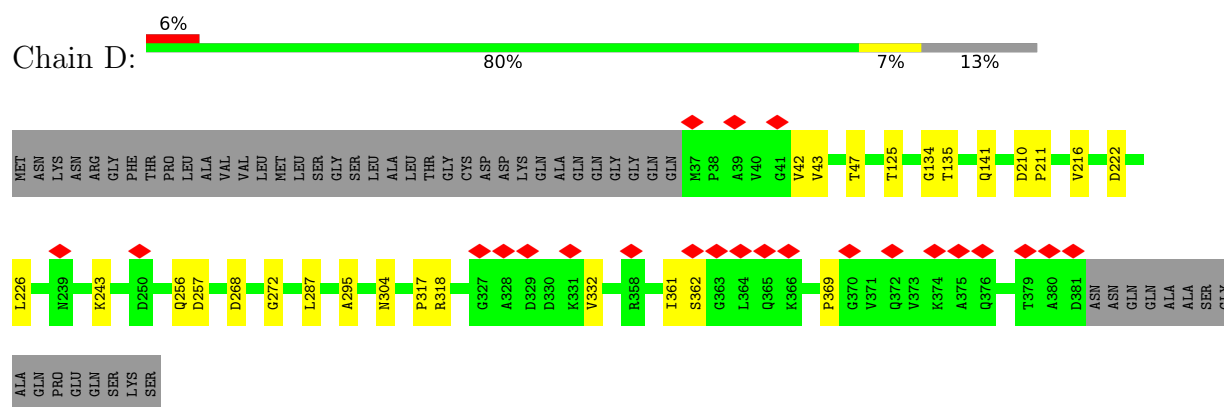 6%
Chain D:
80% 7% 13%
MET ASN LYS ASN ARG GLY PHE THR PRO LEU ALA VAL VAL LEU MET LEU SER GLY SER LEU ALA LEU THR GLY CYS ASP ASP LYS GLN ALA GLN GLN GLY GLY GLN GLN M37 P38 A39 V40 G41 V42 V43 T47 T125 G134 T135 Q141 D210 P211 V216 D222
L226 N239 K243 D250 Q256 D257 D268 G272 L287 A295 N304 P317 R318 G327 A328 D329 D330 K331 V332 R358 I361 S362 G363 L364 Q365 K366 P369 G370 V371 Q372 V373 K374 A375 Q376 T379 A380 D381 ASN ASN GLN GLN ALA ALA SER GLY
ALA GLN PRO GLU GLN SER LYS SER